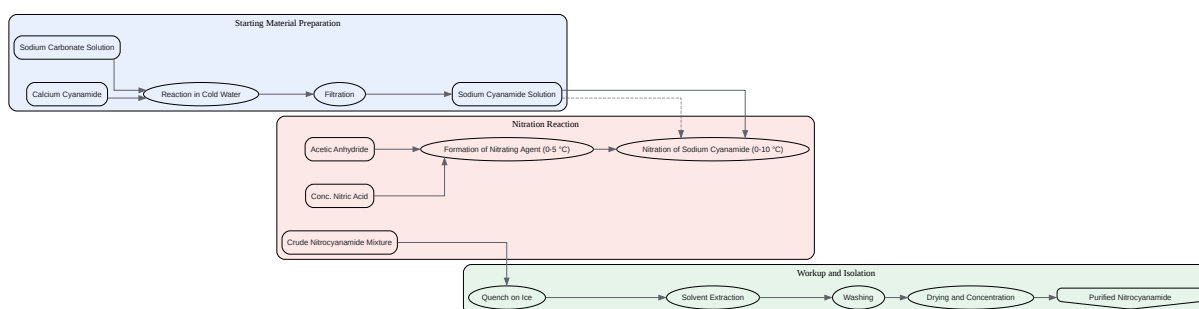 Starting Material Preparation
Sodium Carbonate Solution
Calcium Cyanamide
Reaction in Cold Water
Filtration
Sodium Cyanamide Solution
Nitration Reaction
Acetic Anhydride
Formation of Nitrating Agent (0-5 °C)
Nitration of Sodium Cyanamide (0-10 °C)
Conc. Nitric Acid
Crude Nitrocyanamide Mixture
Workup and Isolation
Quench on Ice
Solvent Extraction
Washing
Drying and Concentration
Purified Nitrocyanamide